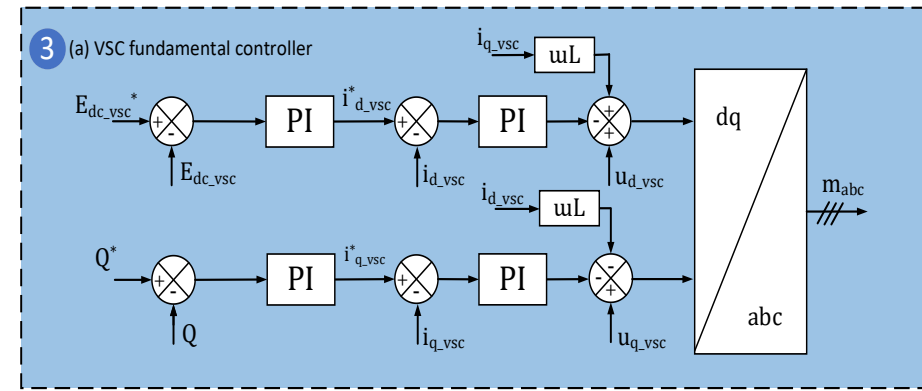 3 (a) VSC fundamental controller
i_q_vsc ωL
E_dc_vsc* + - PI i*_d_vsc + - PI - + + dq
E_dc_vsc i_d_vsc u_d_vsc
m_abc
i_d_vsc ωL
Q* + - PI i*_q_vsc + - PI - - + abc
Q i_q_vsc u_q_vsc